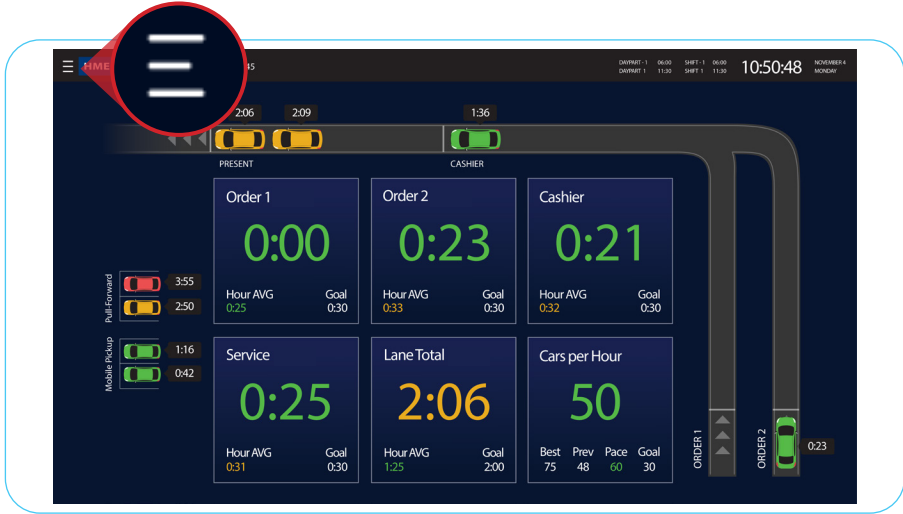 HME
45
DAYPART - 1 06:00 SHIFT - 1 06:00
DAYPART 1 11:30 SHIFT 1 11:30
10:50:48
NOVEMBER 4
MONDAY
2:06 2:09 1:36
PRESENT CASHIER
Order 1
0:00
Hour AVG Goal
0:25 0:30
Order 2
0:23
Hour AVG Goal
0:33 0:30
Cashier
0:21
Hour AVG Goal
0:32 0:30
Pull-Forward
3:55
2:50
Mobile Pickup
1:16
0:42
Service
0:25
Hour AVG Goal
0:31 0:30
Lane Total
2:06
Hour AVG Goal
1:25 2:00
Cars per Hour
50
Best Prev Pace Goal
75 48 60 30
ORDER 1
ORDER 2
0:23